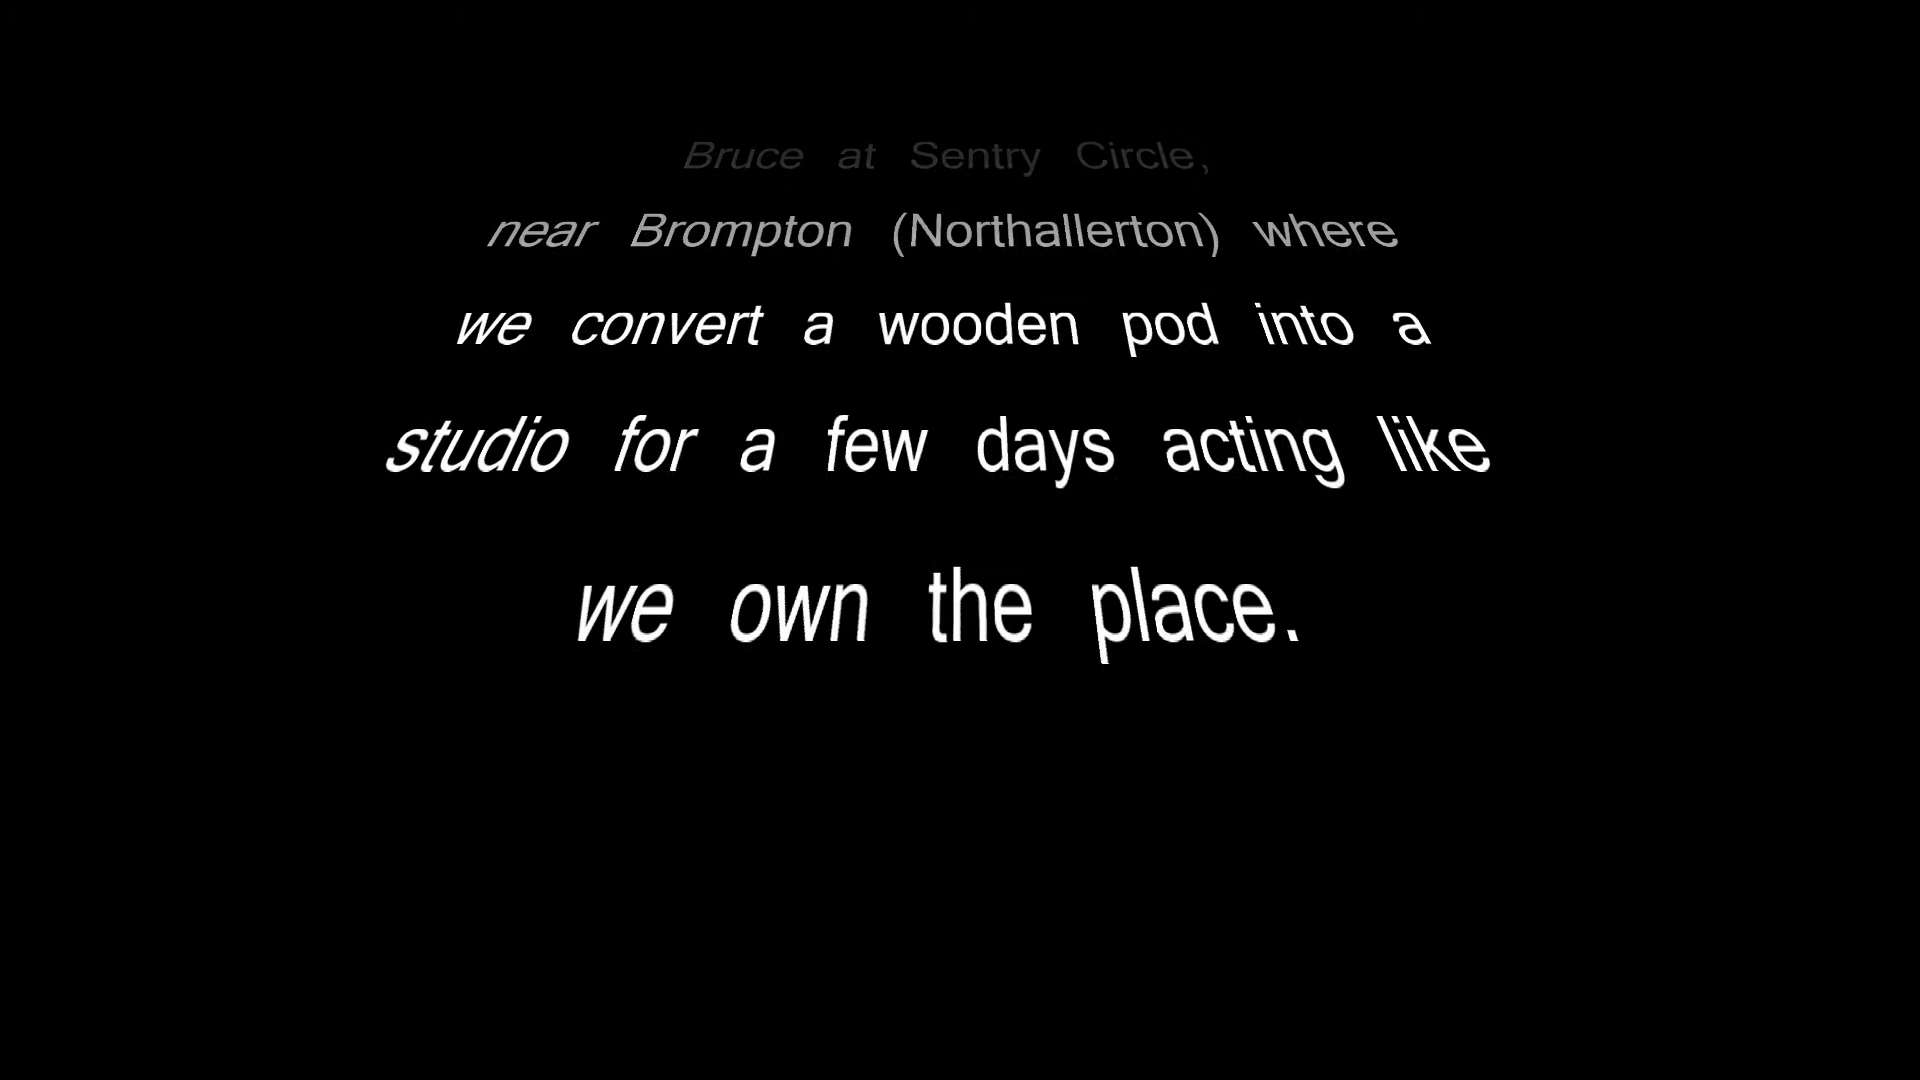 Bruce at Sentry Circle,
near Brompton (Northallerton) where
we convert a wooden pod into a
studio for a few days acting like
we own the place.